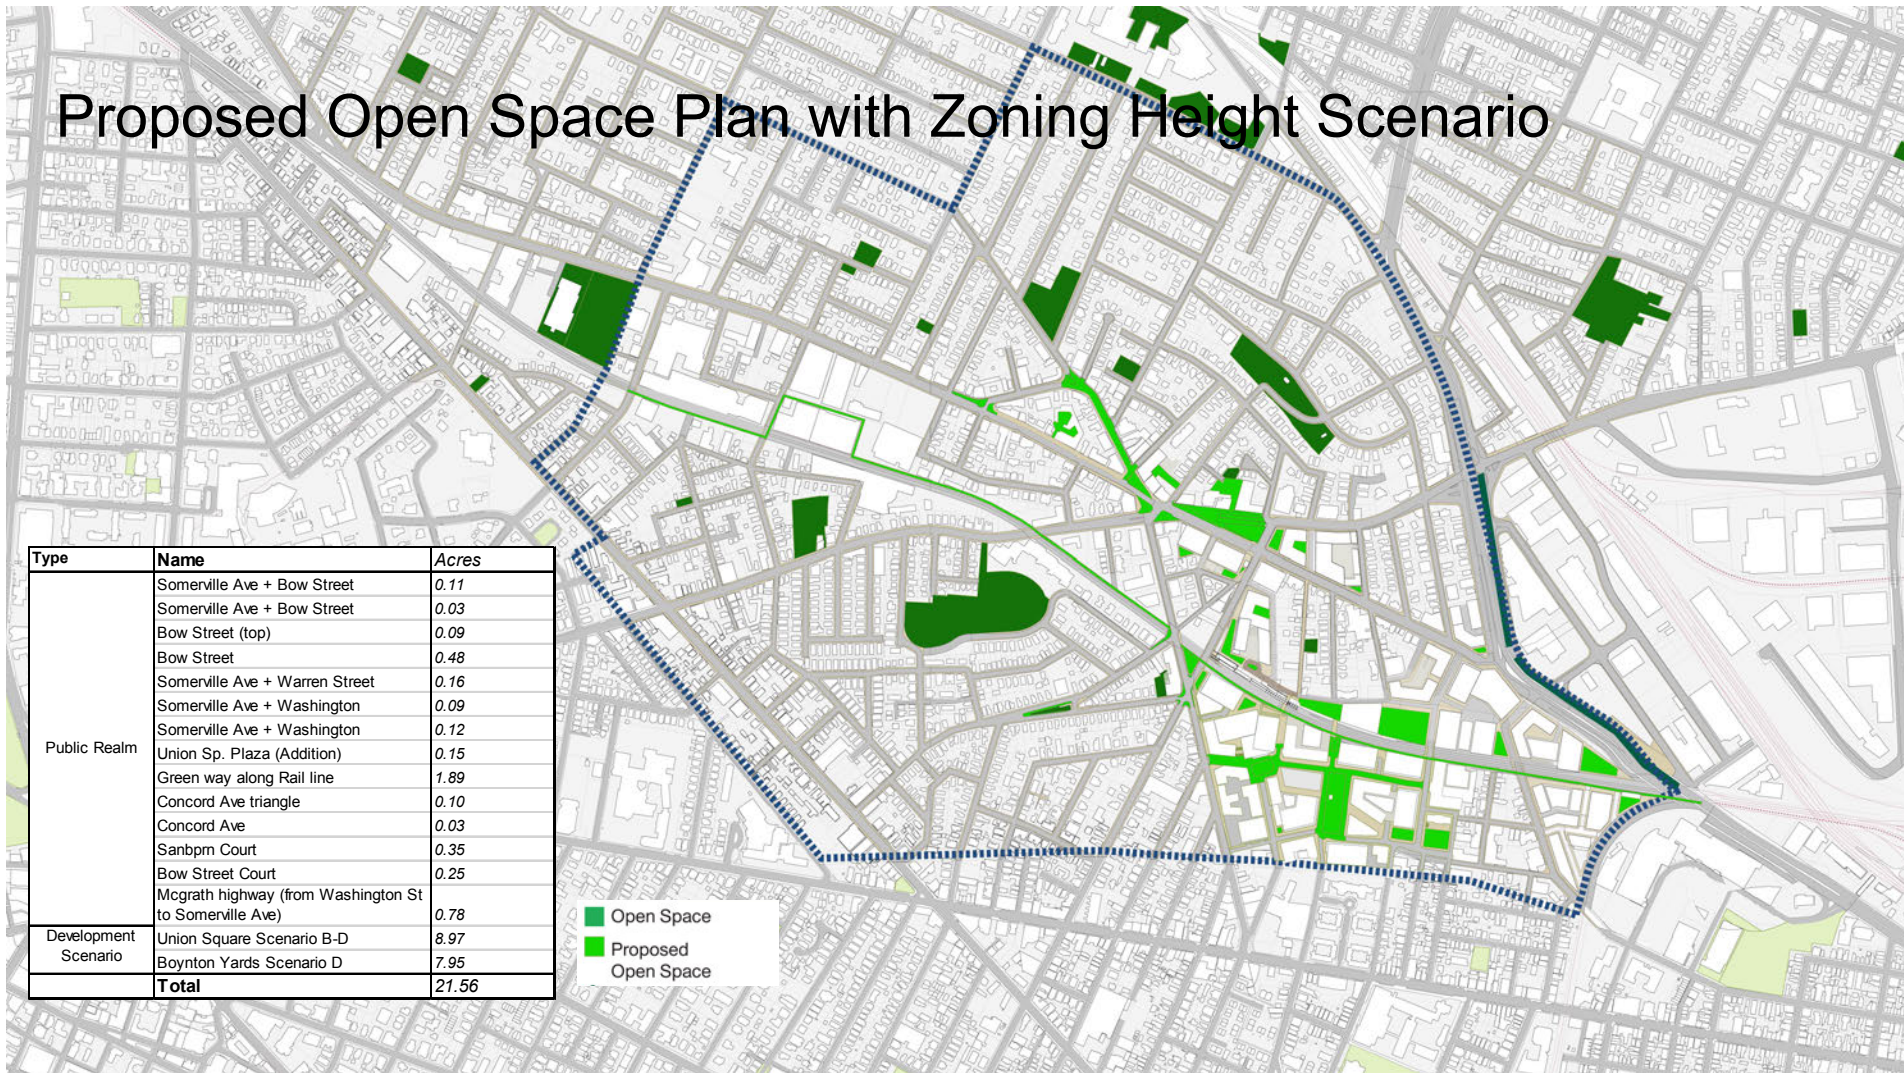 Proposed Open Space Plan with Zoning Height Scenario
Type Name Acres
Public Realm
Somerville Ave + Bow Street 0.11
Somerville Ave + Bow Street 0.03
Bow Street (top) 0.09
Bow Street 0.48
Somerville Ave + Warren Street 0.16
Somerville Ave + Washington 0.09
Somerville Ave + Washington 0.12
Union Sp. Plaza (Addition) 0.15
Green way along Rail line 1.89
Concord Ave triangle 0.10
Concord Ave 0.03
Sanbprn Court 0.35
Bow Street Court 0.25
Mcgrath highway (from Washington St
to Somerville Ave) 0.78
Development
Scenario
Union Square Scenario B-D 8.97
Boynton Yards Scenario D 7.95
Total 21.56
Open Space
Proposed
Open Space